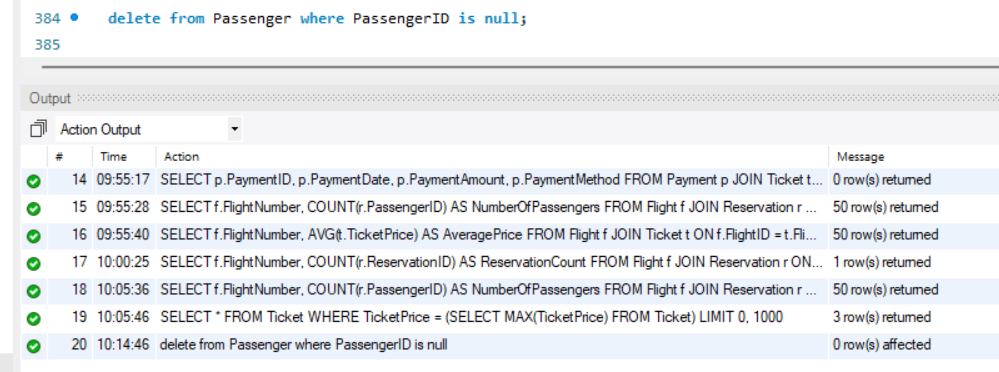 384 delete from Passenger where PassengerID is null;
385
Output
Action Output
# Time Action Message
14 09:55:17 SELECT p.PaymentID, p.PaymentDate, p.PaymentAmount, p.PaymentMethod FROM Payment p JOIN Ticket t... 0 row(s) returned
15 09:55:28 SELECT f.FlightNumber, COUNT(r.PassengerID) AS NumberOfPassengers FROM Flight f JOIN Reservation r ... 50 row(s) returned
16 09:55:40 SELECT f.FlightNumber, AVG(t.TicketPrice) AS AveragePrice FROM Flight f JOIN Ticket t ON f.FlightID = t.Fli... 50 row(s) returned
17 10:00:25 SELECT f.FlightNumber, COUNT(r.ReservationID) AS ReservationCount FROM Flight f JOIN Reservation r ON... 1 row(s) returned
18 10:05:36 SELECT f.FlightNumber, COUNT(r.PassengerID) AS NumberOfPassengers FROM Flight f JOIN Reservation r ... 50 row(s) returned
19 10:05:46 SELECT * FROM Ticket WHERE TicketPrice = (SELECT MAX(TicketPrice) FROM Ticket) LIMIT 0, 1000 3 row(s) returned
20 10:14:46 delete from Passenger where PassengerID is null 0 row(s) affected